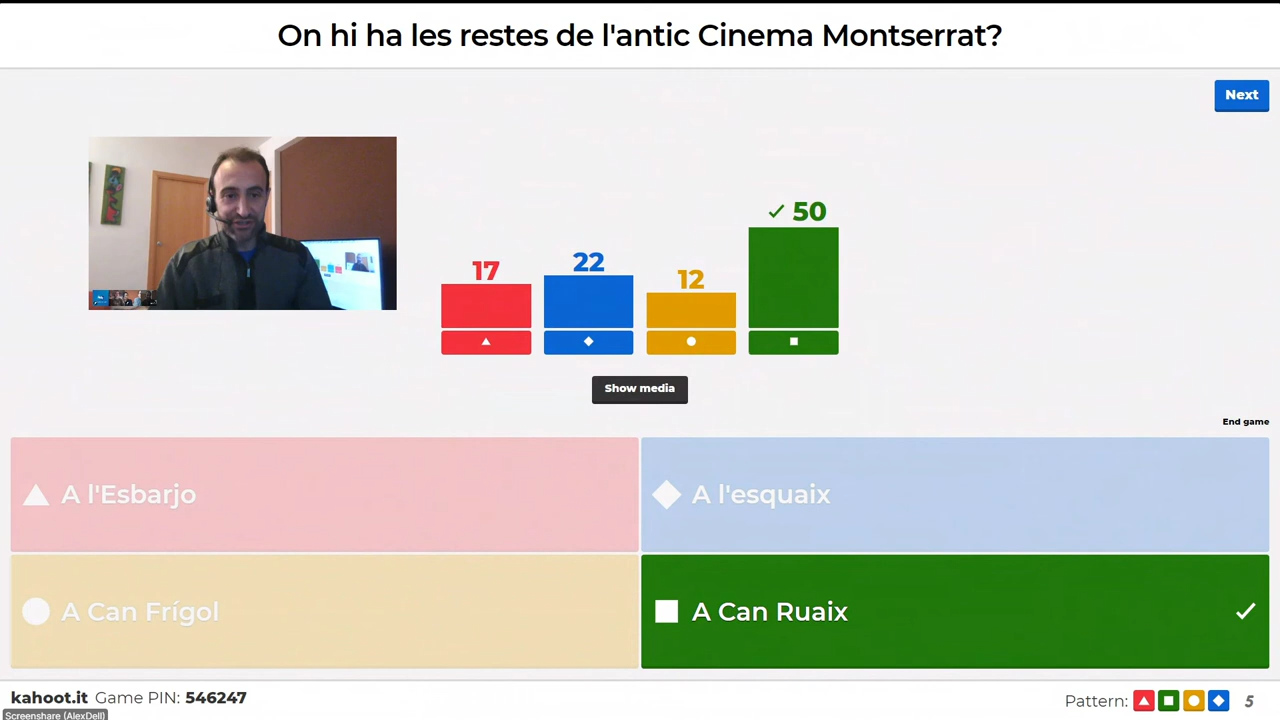 On hi ha les restes de l'antic Cinema Montserrat?
Next
17
22
12
50
Show media
End game
A l'Esbarjo
A l'esquaix
A Can Frígol
A Can Ruaix
kahoot.it Game PIN: 546247
Pattern: 5
Screenshare (AlexDell)